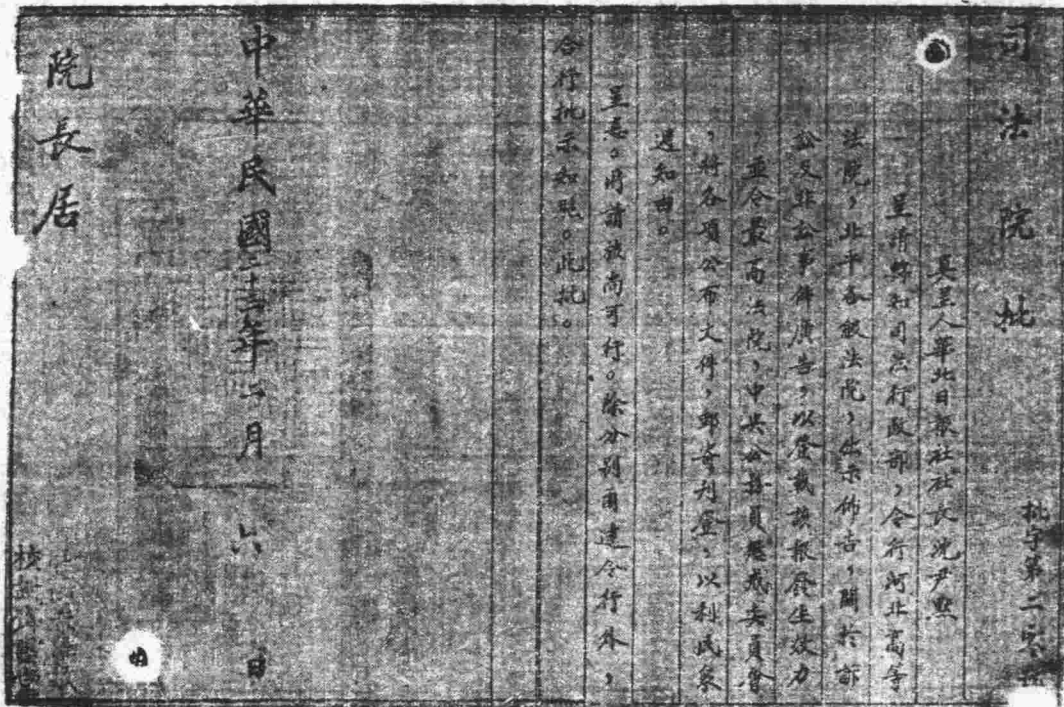 司法院批
批字第二
具呈人華北日報社社長沈尹默
一 呈請轉知司法行政部,令行河北高等
法院,北平各級法院,出示佈告,關於訴
訟及非訟事件廣告,以登載該報發生效力
,並令最高法院,中央公務員懲戒委員會
,將各項公布文件,郵寄刊登,以利民眾
週知由。
呈悉。所請尚可行。除分別函達令行外,
合行批示知照。此批。
中華民國二十 年二月 六 日
院長居
校對